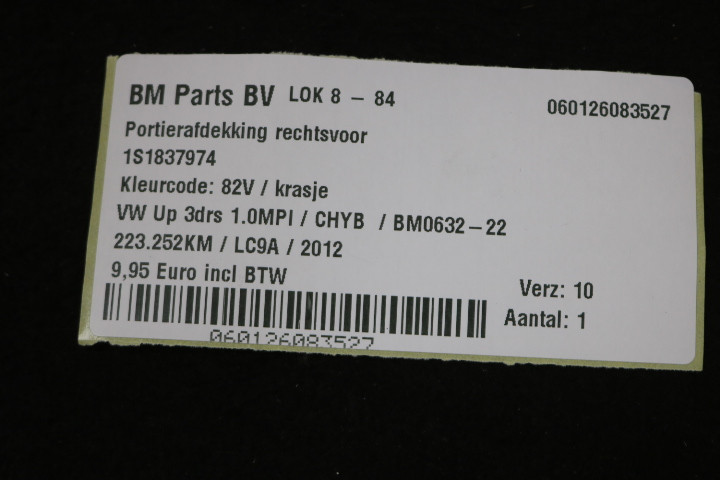 BM Parts BV LOK 8 – 84 060126083527
Portierafdekking rechtsvoor
1S1837974
Kleurcode: 82V / krasje
VW Up 3drs 1.0MPI / CHYB / BM0632–22
223.252KM / LC9A / 2012
9,95 Euro incl BTW
Verz: 10
Aantal: 1
060126083527